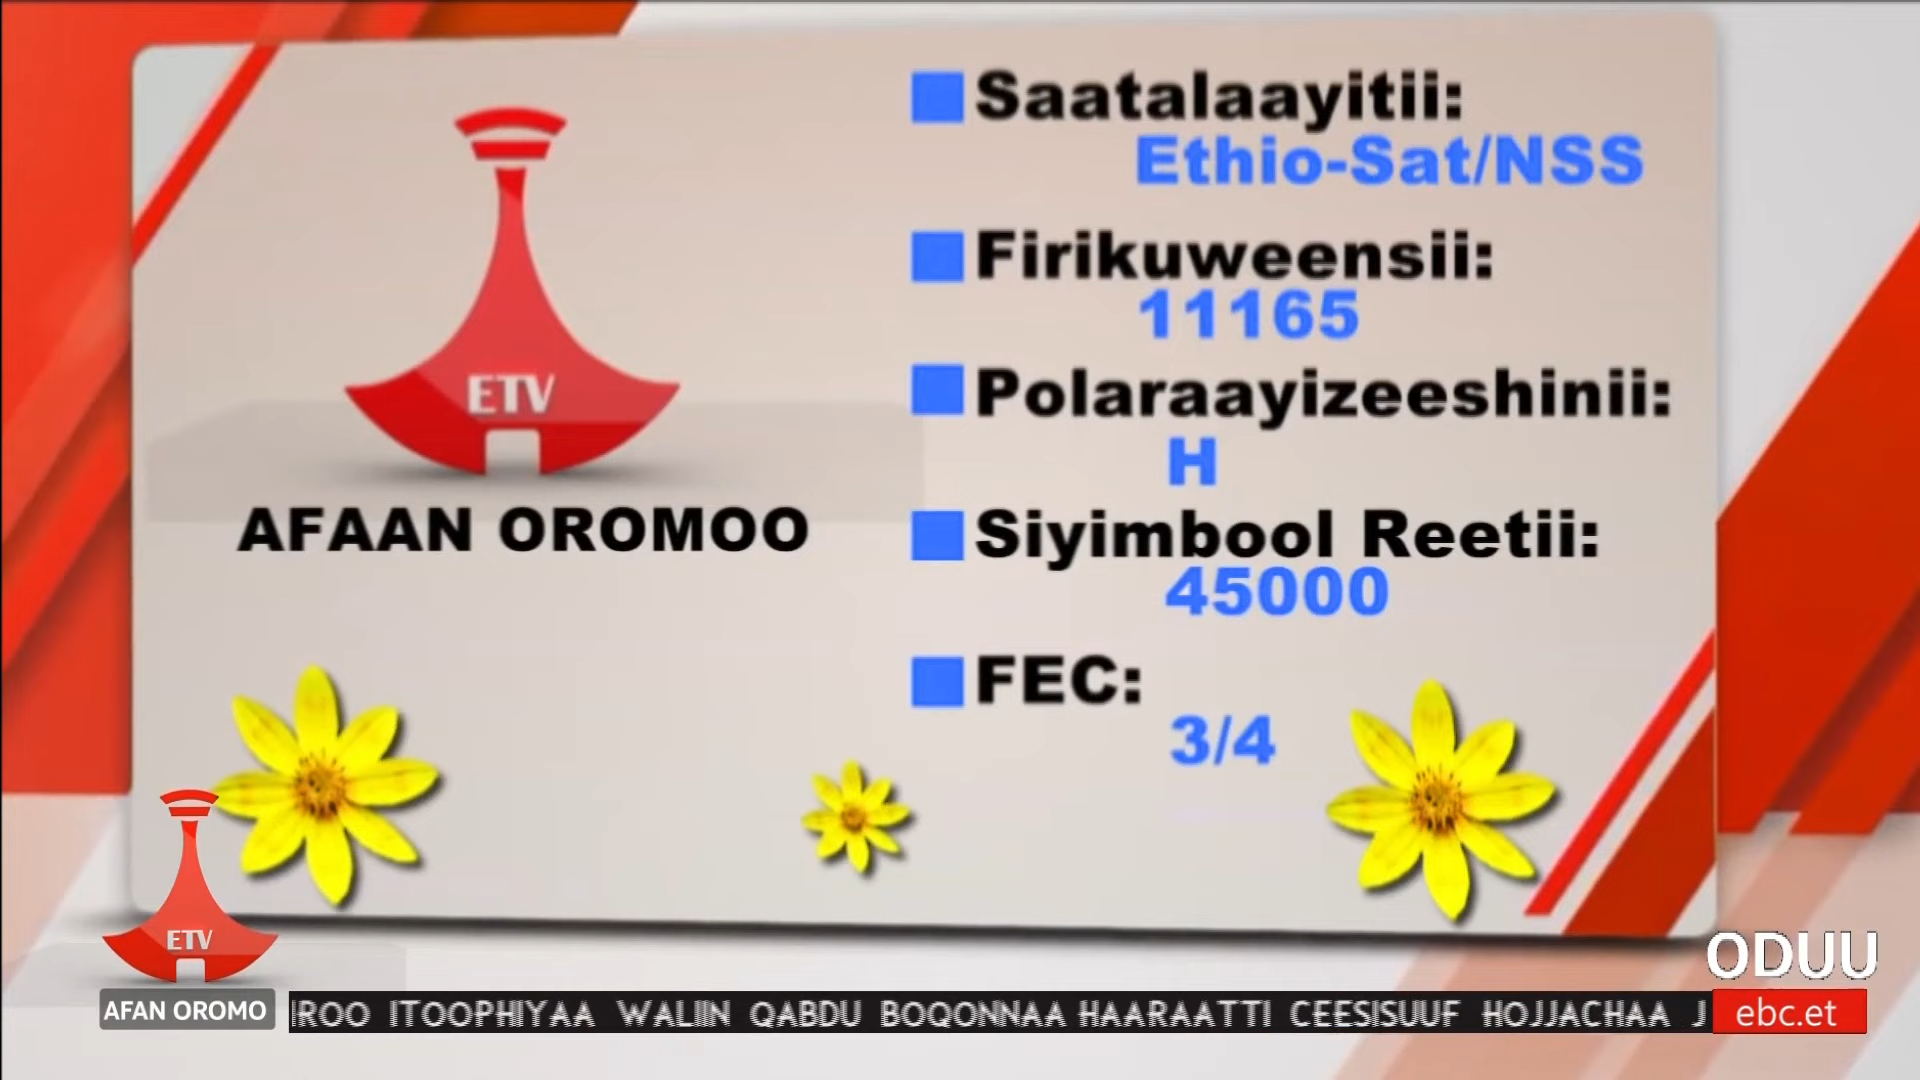 ETV
AFAAN OROMOO
Saatalaayitii:
Ethio-Sat/NSS
Firikuweensii:
11165
Polaraayizeeshinii:
H
Siyimbool Reetii:
45000
FEC:
3/4
ETV
AFAN OROMO
ITOOPHIYAA WALIIN QABDU BOQONNAA HAARAATTI CEESISUUF HOJJACHAA
ODUU
ebc.et